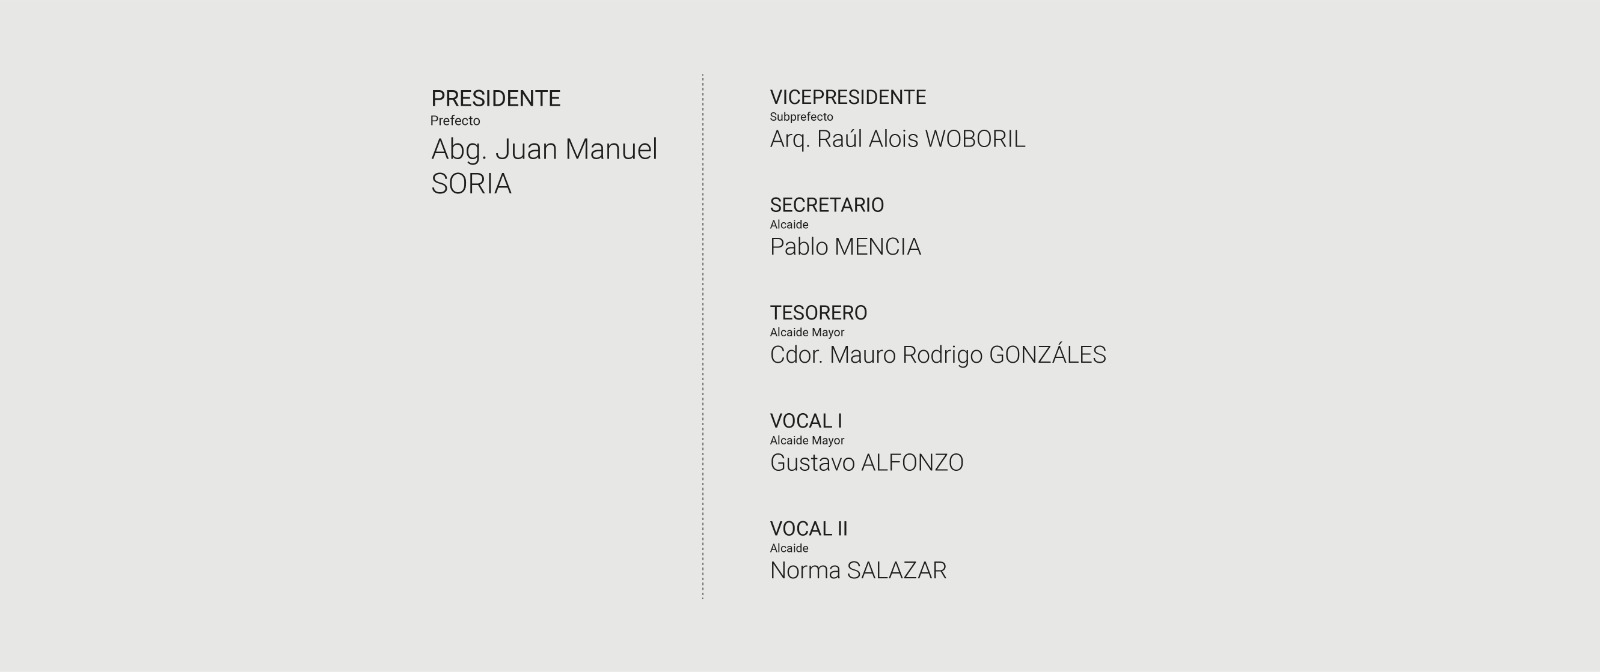 PRESIDENTE
Prefecto
Abg. Juan Manuel
SORIA
VICEPRESIDENTE
Subprefecto
Arq. Raúl Alois WOBORIL
SECRETARIO
Alcaide
Pablo MENCIA
TESORERO
Alcaide Mayor
Cdor. Mauro Rodrigo GONZÁLES
VOCAL I
Alcaide Mayor
Gustavo ALFONZO
VOCAL II
Alcaide
Norma SALAZAR